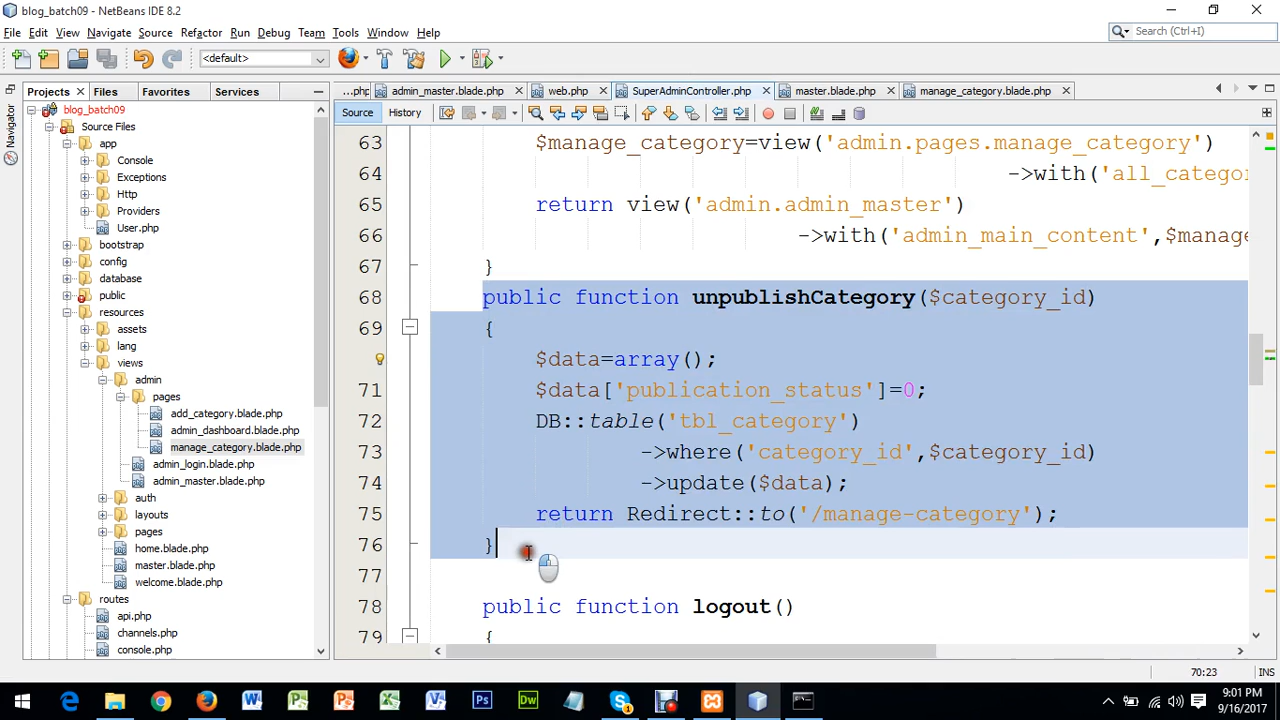 blog_batch09 - NetBeans IDE 8.2
File Edit View Navigate Source Refactor Run Debug Team Tools Window Help
Search (Ctrl+I)
<default>
Projects Files Favorites Services
...php admin_master.blade.php web.php SuperAdminController.php master.blade.php manage_category.blade.php
Source History
Navigator
blog_batch09
Source Files
app
Console
Exceptions
Http
Providers
User.php
bootstrap
config
database
public
resources
assets
lang
views
admin
pages
add_category.blade.php
admin_dashboard.blade.php
manage_category.blade.php
admin_login.blade.php
admin_master.blade.php
auth
layouts
pages
home.blade.php
master.blade.php
welcome.blade.php
routes
api.php
channels.php
console.php
63 $manage_category=view('admin.pages.manage_category')
64 ->with('all_categor
65 return view('admin.admin_master')
66 ->with('admin_main_content',$manage
67 }
68 public function unpublishCategory($category_id)
69 {
$data=array();
71 $data['publication_status']=0;
72 DB::table('tbl_category')
73 ->where('category_id',$category_id)
74 ->update($data);
75 return Redirect::to('/manage-category');
76 }
77
78 public function logout()
79 {
70:23 INS
9:01 PM
9/16/2017